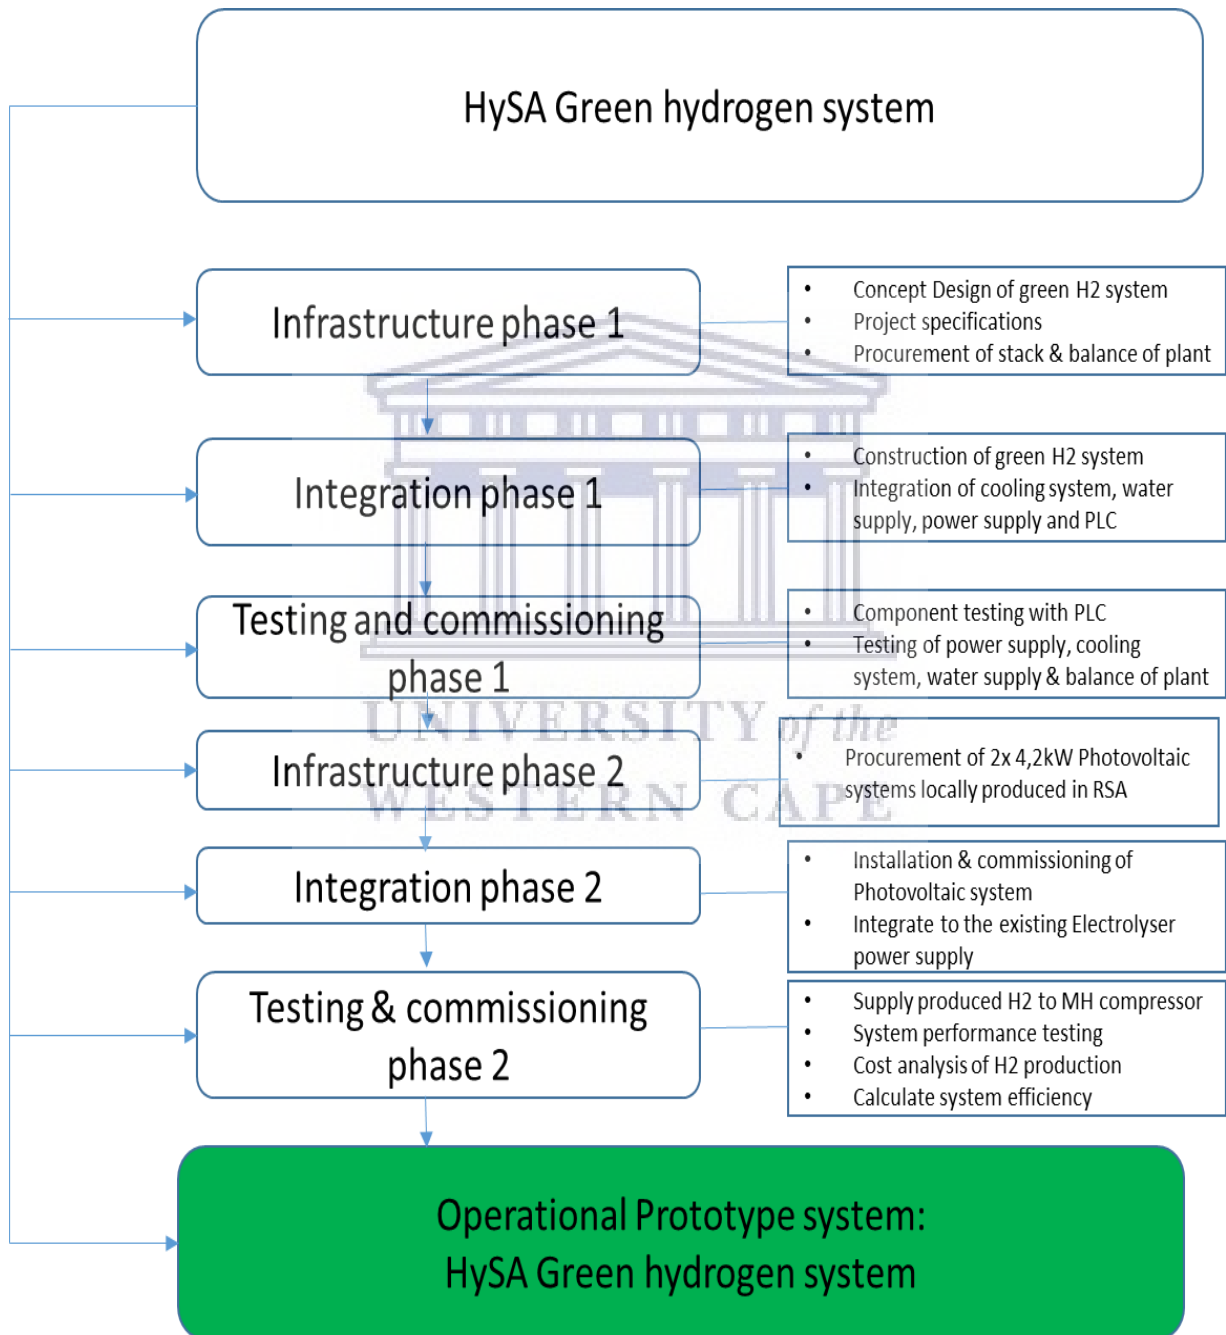 HySA Green hydrogen system
Infrastructure phase 1
• Concept Design of green H2 system
• Project specifications
• Procurement of stack & balance of plant
Integration phase 1
• Construction of green H2 system
• Integration of cooling system, water
supply, power supply and PLC
Testing and commissioning
phase 1
• Component testing with PLC
• Testing of power supply, cooling
system, water supply & balance of plant
UNIVERSITY of the
WESTERN CAPE
Infrastructure phase 2
• Procurement of 2x 4,2kW Photovoltaic
systems locally produced in RSA
Integration phase 2
• Installation & commissioning of
Photovoltaic system
• Integrate to the existing Electrolyser
power supply
Testing & commissioning
phase 2
• Supply produced H2 to MH compressor
• System performance testing
• Cost analysis of H2 production
• Calculate system efficiency
Operational Prototype system:
HySA Green hydrogen system